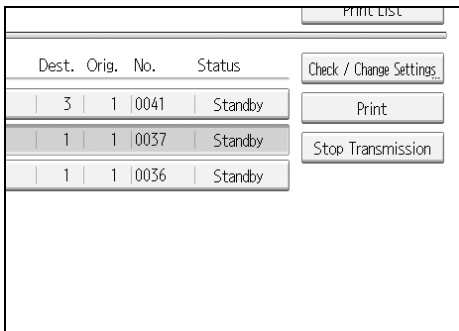 Print List
Dest. Orig. No. Status
Check / Change Settings
3 1 0041 Standby
Print
1 1 0037 Standby
Stop Transmission
1 1 0036 Standby